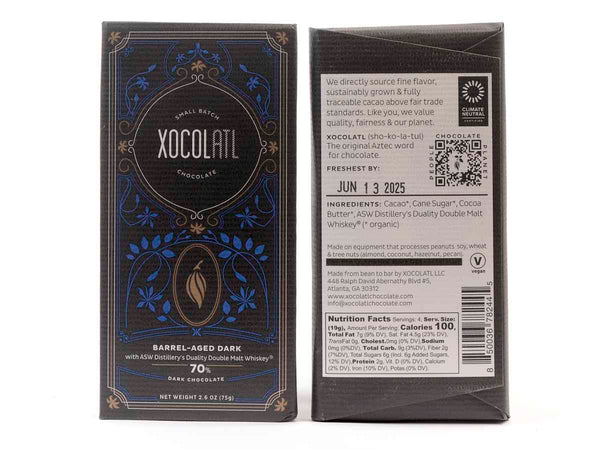 SMALL BATCH
XOCOLATL
CHOCOLATE
BARREL-AGED DARK
with ASW Distillery's Duality Double Malt Whiskey®
70%
DARK CHOCOLATE
NET WEIGHT 2.6 OZ (75g)
We directly source fine flavor,
sustainably grown & fully
traceable cacao above fair trade
standards. Like you, we value
quality, fairness & our planet.
CLIMATE
NEUTRAL
CERTIFIED
XOCOLATL (sho-ko-la-tul)
The original Aztec word
for chocolate.
PEOPLE
CHOCOLATE
PLANET
FRESHEST BY:
JUN 13 2025
INGREDIENTS: Cacao*, Cane Sugar*, Cocoa
Butter*, ASW Distillery's Duality Double Malt
Whiskey® (* organic)
Made on equipment that processes peanuts, soy, wheat
& tree nuts (almond, coconut, hazelnut, pecan).
V
vegan
Made from bean to bar by XOCOLATL LLC
446 Ralph David Abernathy Blvd #5,
Atlanta, GA 30312
www.xocolatlchocolate.com
info@xocolatlchocolate.com
Nutrition Facts Servings: 4, Serv. Size:
(19g), Amount Per Serving: Calories 100,
Total Fat 7g (9% DV), Sat. Fat 4.5g (23% DV),
TransFat 0g, Cholest. 0mg (0% DV), Sodium
0mg (0%DV), Total Carb. 9g (3%DV), Fiber 2g
(7%DV), Total Sugars 6g (Incl. 6g Added Sugars,
12% DV), Protein 2g, Vit. D (0% DV), Calcium
(2% DV), Iron (10% DV), Potas (0% DV).
8 50036 78244 5